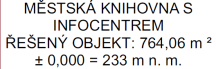 MĚSTSKÁ KNIHOVNA S
INFOCENTREM
ŘEŠENÝ OBJEKT: 764,06 m ²
± 0,000 = 233 m n. m.